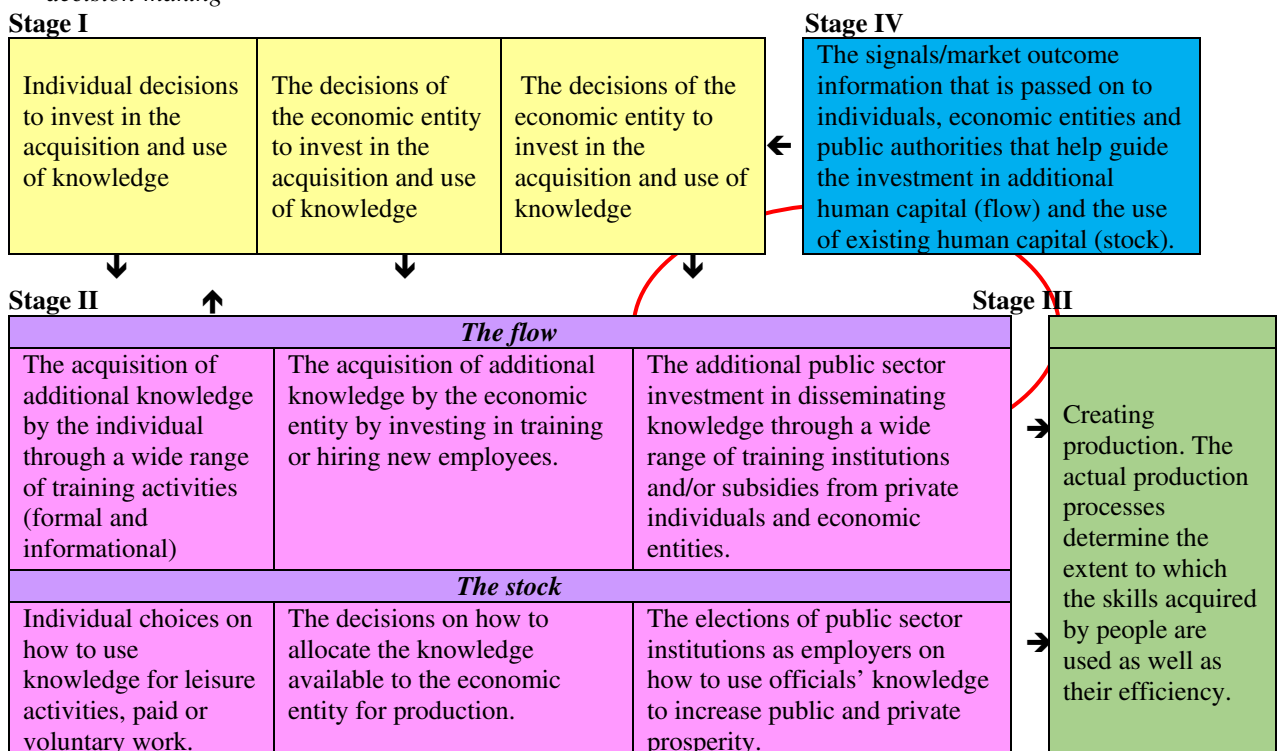 decision-making
Stage I
Stage IV
Individual decisions
to invest in the
acquisition and use
of knowledge
The decisions of
the economic entity
to invest in the
acquisition and use
of knowledge
The decisions of the
economic entity to
invest in the
acquisition and use of
knowledge
The signals/market outcome
information that is passed on to
individuals, economic entities and
public authorities that help guide
the investment in additional
human capital (flow) and the use
of existing human capital (stock).
Stage II
Stage III
The flow
The acquisition of
additional knowledge
by the individual
through a wide range
of training activities
(formal and
informational)
The acquisition of additional
knowledge by the economic
entity by investing in training
or hiring new employees.
The additional public sector
investment in disseminating
knowledge through a wide
range of training institutions
and/or subsidies from private
individuals and economic
entities.
Creating
production. The
actual production
processes
determine the
extent to which
the skills acquired
by people are
used as well as
their efficiency.
The stock
Individual choices on
how to use
knowledge for leisure
activities, paid or
voluntary work.
The decisions on how to
allocate the knowledge
available to the economic
entity for production.
The elections of public sector
institutions as employers on
how to use officials' knowledge
to increase public and private
prosperity.